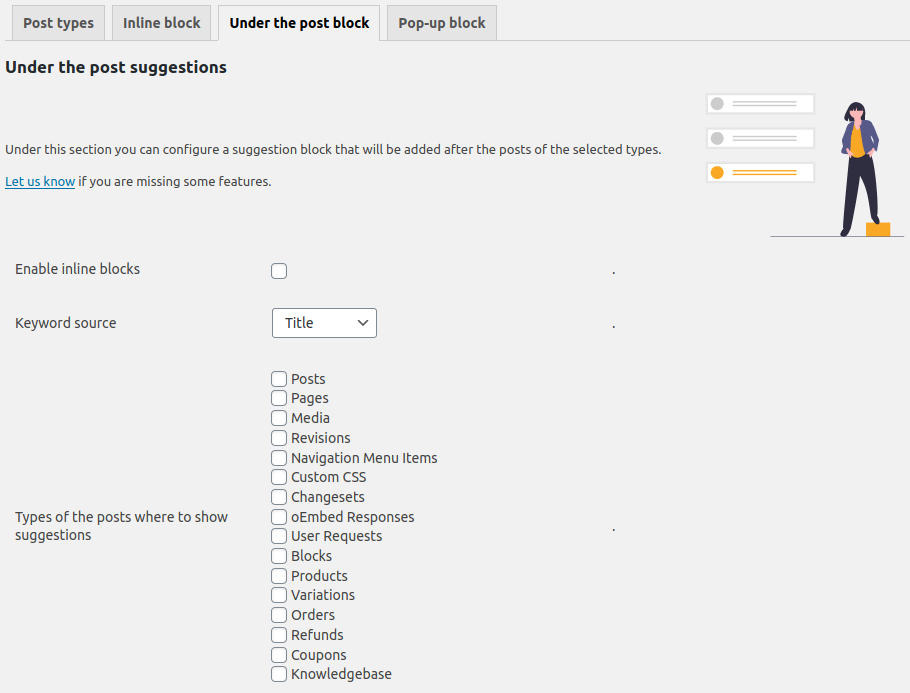 Post types Inline block Under the post block Pop-up block
Under the post suggestions
Under this section you can configure a suggestion block that will be added after the posts of the selected types.
Let us know if you are missing some features.
Enable inline blocks .
Keyword source Title .
Types of the posts where to show
suggestions
Posts
Pages
Media
Revisions
Navigation Menu Items
Custom CSS
Changesets
oEmbed Responses
User Requests
Blocks
Products
Variations
Orders
Refunds
Coupons
Knowledgebase
.